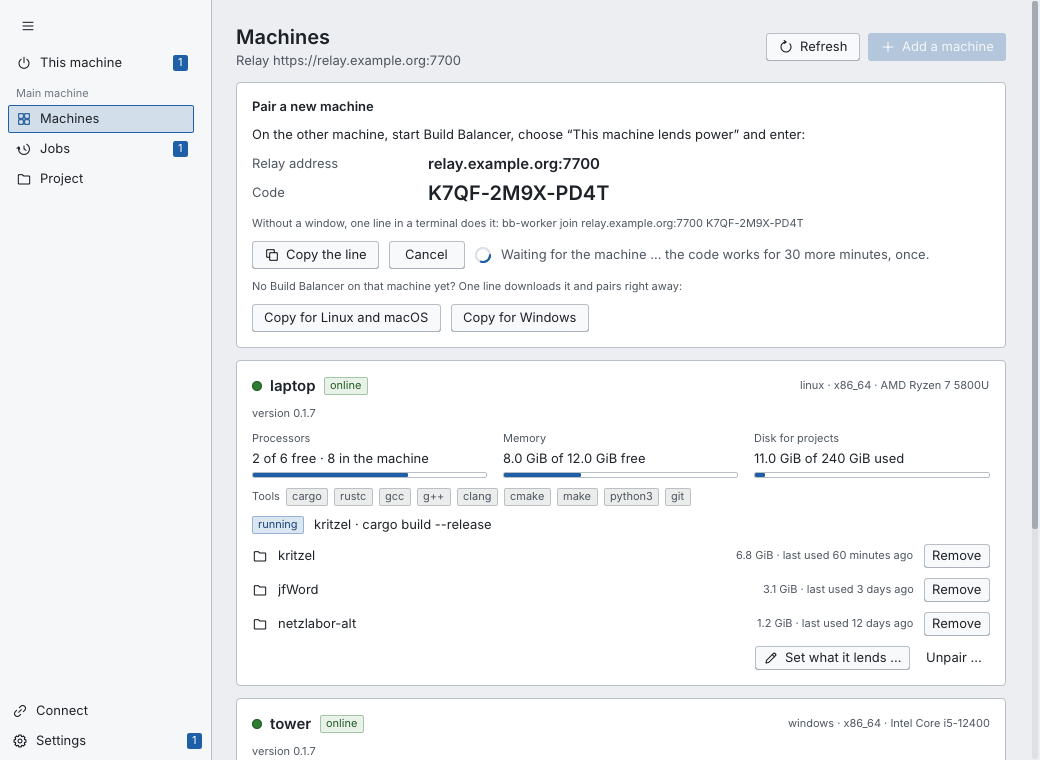 This machine 1
Main machine
Machines
Jobs 1
Project
Connect
Settings 1
Machines
Relay https://relay.example.org:7700
Refresh
Add a machine
Pair a new machine
On the other machine, start Build Balancer, choose “This machine lends power” and enter:
Relay address relay.example.org:7700
Code K7QF-2M9X-PD4T
Without a window, one line in a terminal does it: bb-worker join relay.example.org:7700 K7QF-2M9X-PD4T
Copy the line Cancel Waiting for the machine ... the code works for 30 more minutes, once.
No Build Balancer on that machine yet? One line downloads it and pairs right away:
Copy for Linux and macOS Copy for Windows
laptop online linux · x86_64 · AMD Ryzen 7 5800U
version 0.1.7
Processors Memory Disk for projects
2 of 6 free · 8 in the machine 8.0 GiB of 12.0 GiB free 11.0 GiB of 240 GiB used
Tools cargo rustc gcc g++ clang cmake make python3 git
running kritzel · cargo build --release
kritzel 6.8 GiB · last used 60 minutes ago Remove
jfWord 3.1 GiB · last used 3 days ago Remove
netzlabor-alt 1.2 GiB · last used 12 days ago Remove
Set what it lends ... Unpair ...
tower online windows · x86_64 · Intel Core i5-12400
version 0.1.7